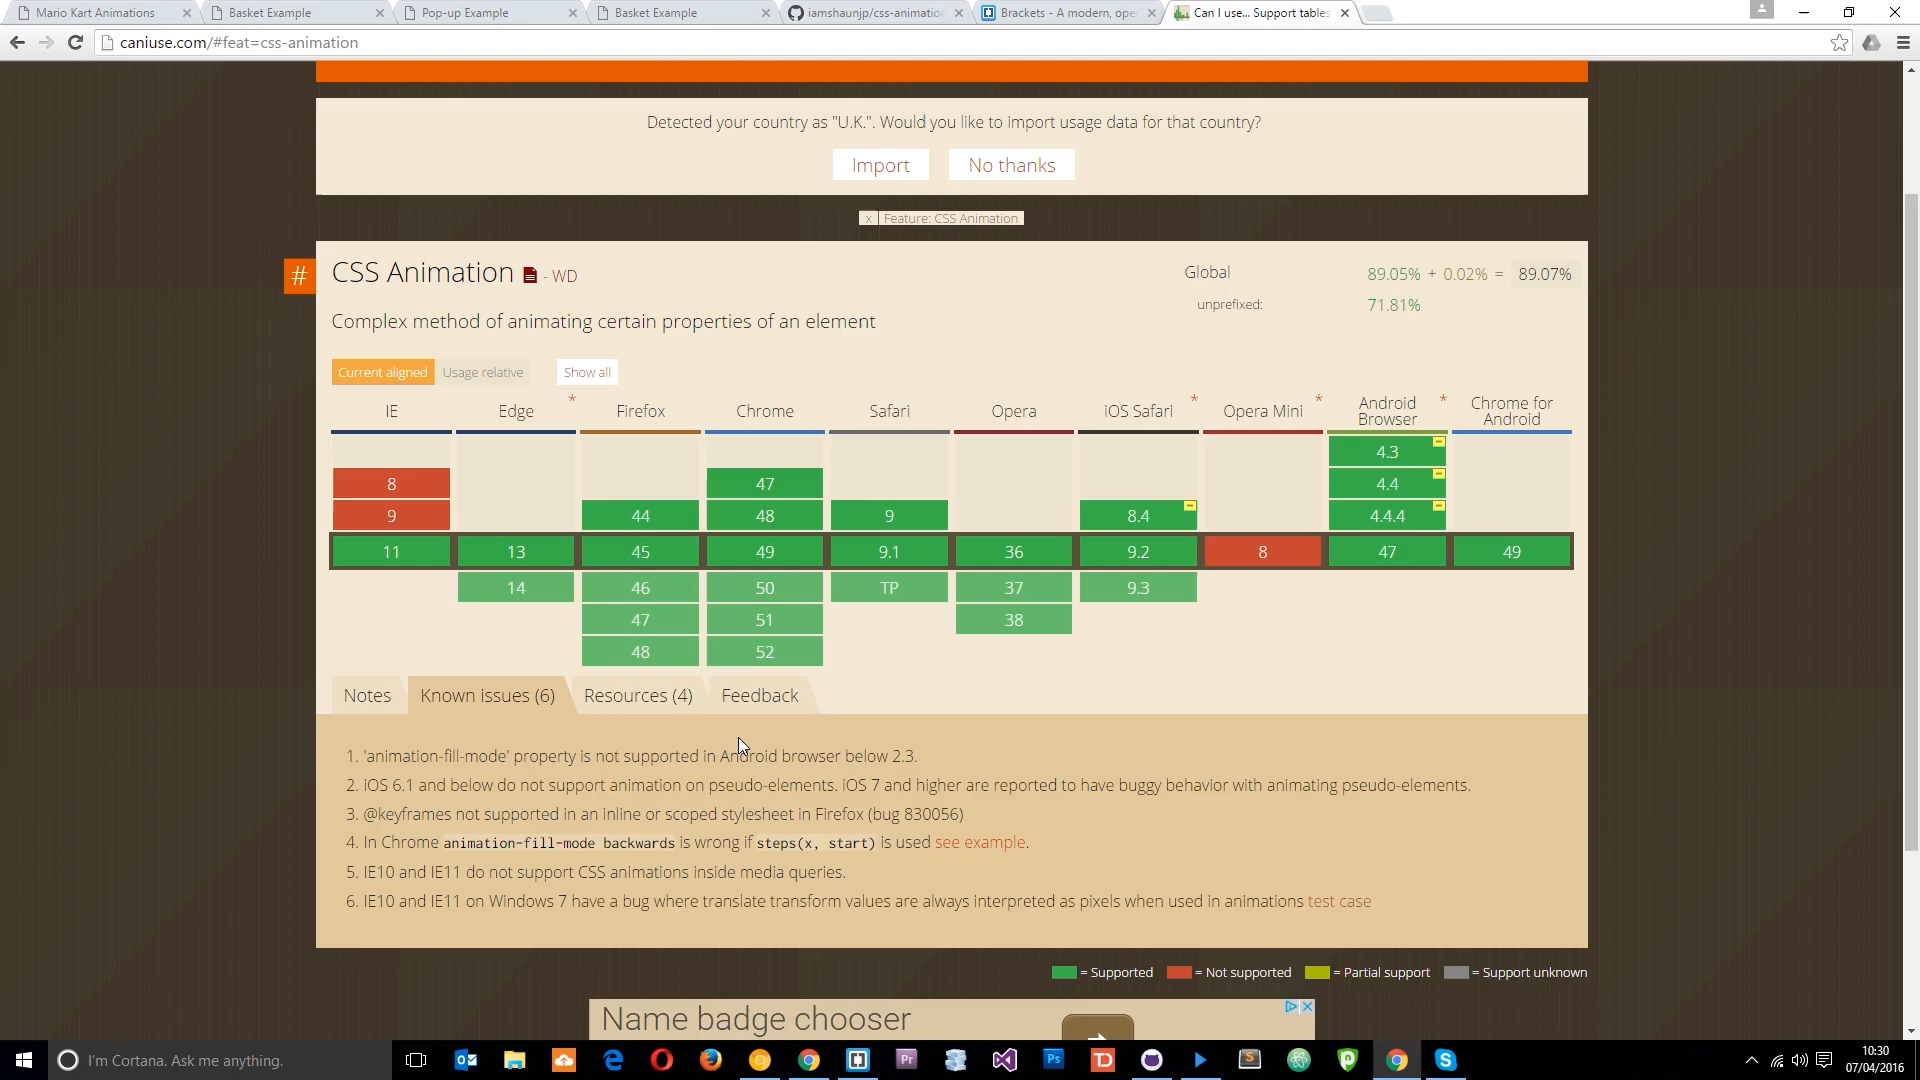 Mario Kart Animations
Basket Example
Pop-up Example
Basket Example
iamshaunjp/css-animation
Brackets - A modern, ope
Can I use... Support tables
caniuse.com/#feat=css-animation
Detected your country as "U.K.". Would you like to import usage data for that country?
Import No thanks
x Feature: CSS Animation
# CSS Animation - WD
Global 89.05% + 0.02% = 89.07%
unprefixed: 71.81%
Complex method of animating certain properties of an element
Current aligned Usage relative Show all
IE Edge * Firefox Chrome Safari Opera iOS Safari * Opera Mini * Android Browser * Chrome for Android
4.3
8 47 4.4
9 44 48 9 8.4 4.4.4
11 13 45 49 9.1 36 9.2 8 47 49
14 46 50 TP 37 9.3
47 51 38
48 52
Notes Known issues (6) Resources (4) Feedback
1. 'animation-fill-mode' property is not supported in Android browser below 2.3.
2. iOS 6.1 and below do not support animation on pseudo-elements. iOS 7 and higher are reported to have buggy behavior with animating pseudo-elements.
3. @keyframes not supported in an inline or scoped stylesheet in Firefox (bug 830056)
4. In Chrome animation-fill-mode backwards is wrong if steps(x, start) is used see example.
5. IE10 and IE11 do not support CSS animations inside media queries.
6. IE10 and IE11 on Windows 7 have a bug where translate transform values are always interpreted as pixels when used in animations test case
= Supported = Not supported = Partial support = Support unknown
Name badge chooser
I'm Cortana. Ask me anything.
Pr
Ps
TD
S
10:30
07/04/2016